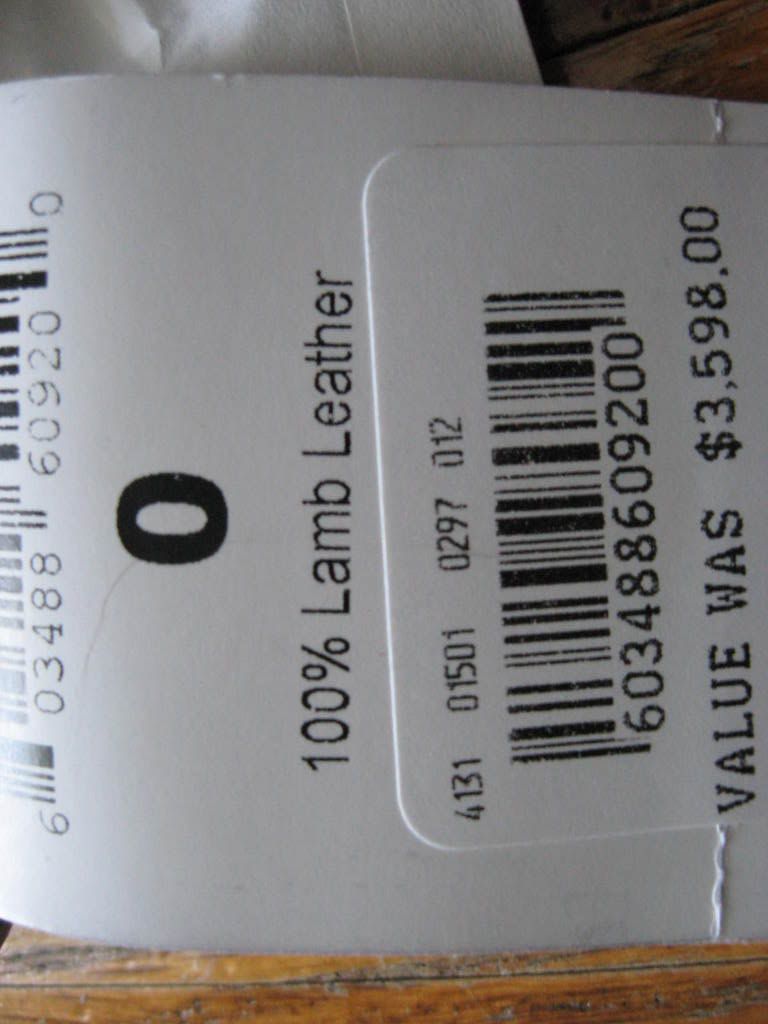 6 03488 60920 0
0
100% Lamb Leather
4131 01501 0297 012
603488609200
VALUE WAS $3,598.00